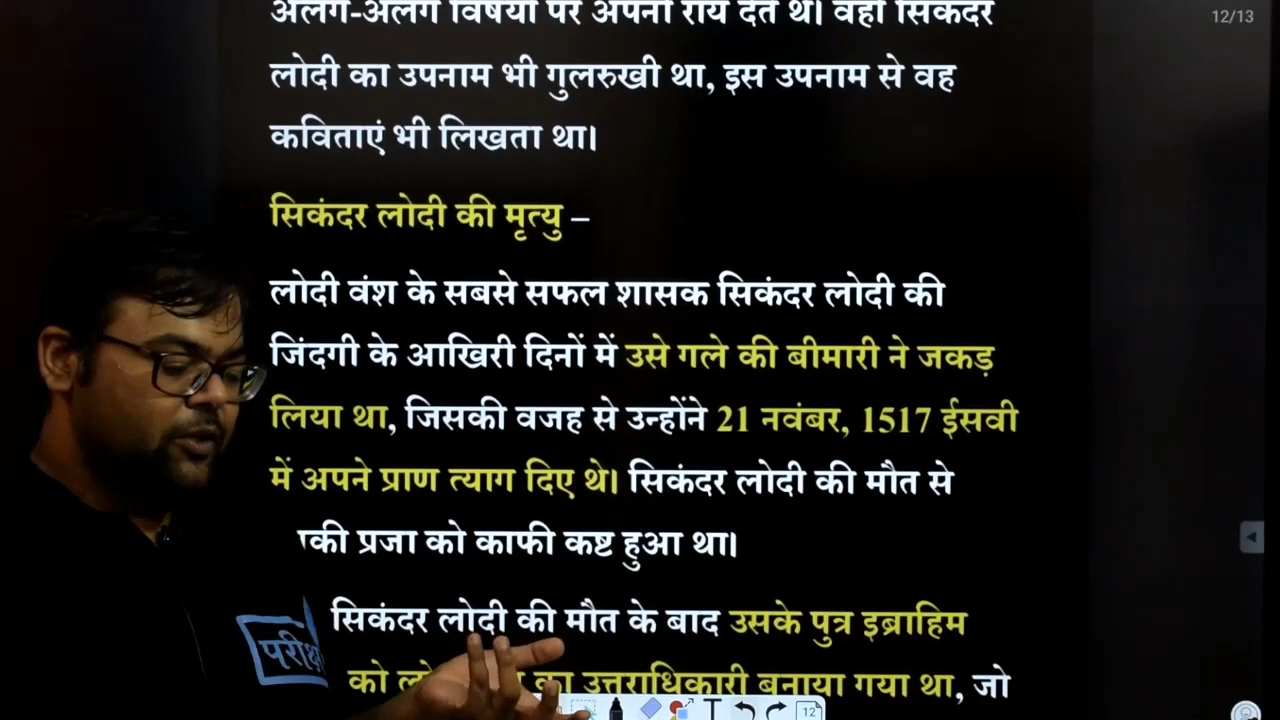 अलग-अलग विषयों पर अपनी राय देते थे। वहीं सिकंदर
12/13
लोदी का उपनाम भी गुलरुखी था, इस उपनाम से वह
कविताएं भी लिखता था।
सिकंदर लोदी की मृत्यु –
लोदी वंश के सबसे सफल शासक सिकंदर लोदी की
जिंदगी के आखिरी दिनों में उसे गले की बीमारी ने जकड़
लिया था, जिसकी वजह से उन्होंने 21 नवंबर, 1517 ईसवी
में अपने प्राण त्याग दिए थे। सिकंदर लोदी की मौत से
की प्रजा को काफी कष्ट हुआ था।
सिकंदर लोदी की मौत के बाद उसके पुत्र इब्राहिम
को का उत्तराधिकारी बनाया गया था, जो
12